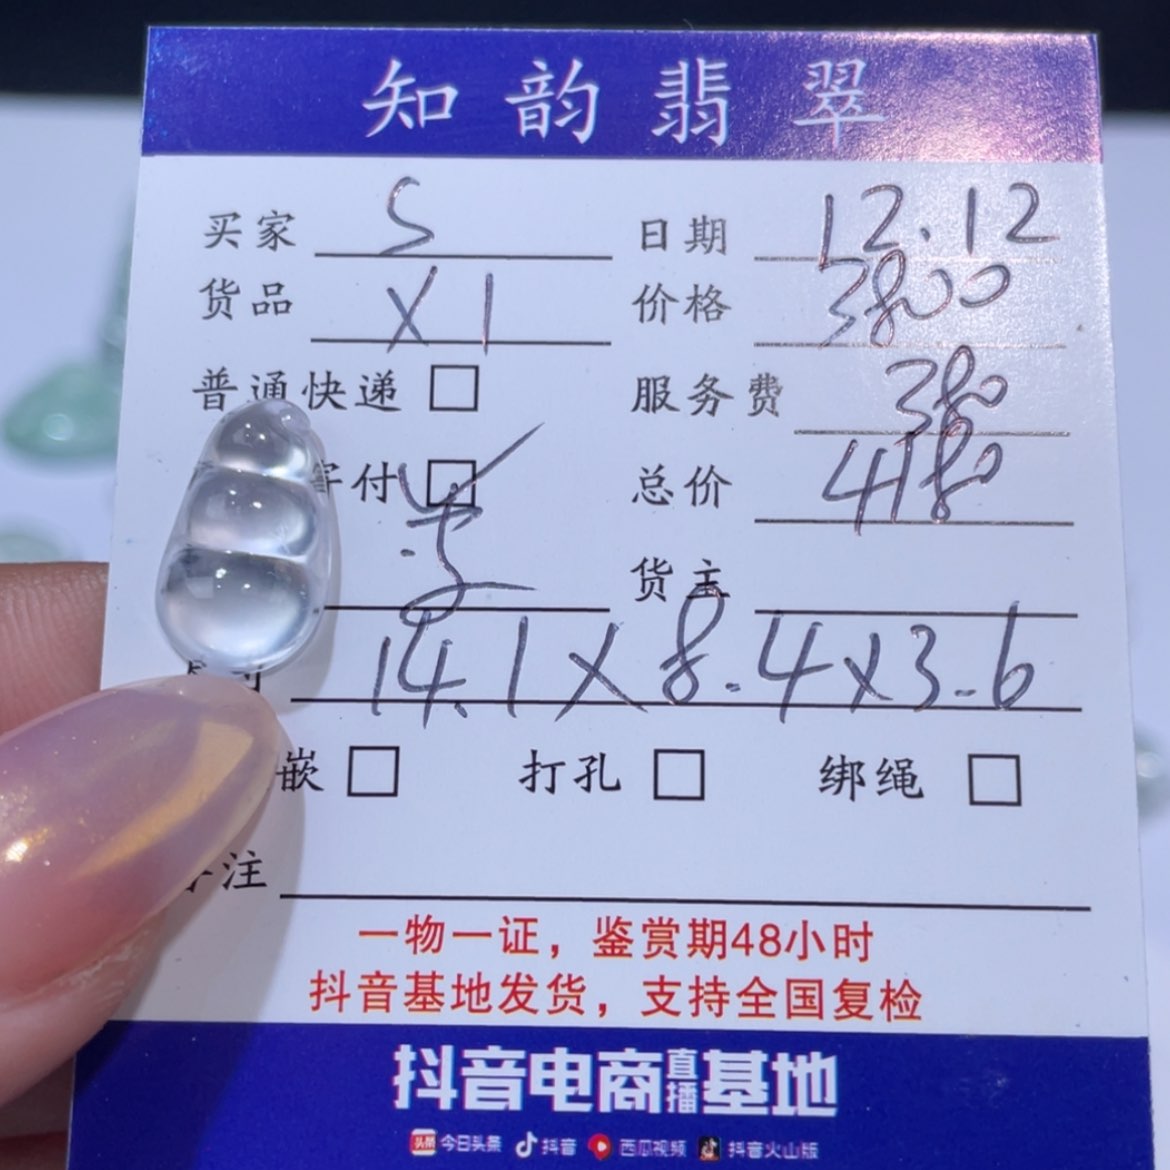 知韵翡翠
买家 S 日期 12.12
货品 X1 价格 3800
普通快递 服务费 380
寄付 总价 4180
货主
14.1X8.4X3.6
嵌 打孔 绑绳
注
一物一证，鉴赏期48小时
抖音基地发货，支持全国复检
抖音电商直播基地
头条 今日头条 抖音 西瓜视频 抖音火山版